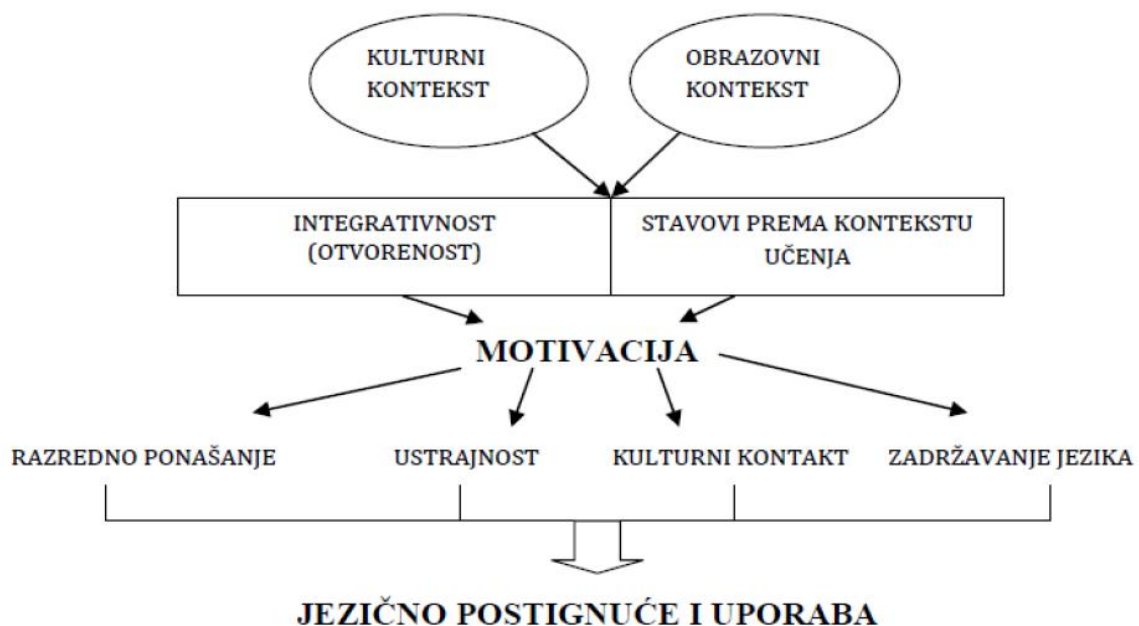 KULTURNI
KONTEKST
OBRAZOVNI
KONTEKST
INTEGRATIVNOST
(OTVORENOST)
STAVOVI PREMA KONTEKSTU
UČENJA
MOTIVACIJA
RAZREDNO PONAŠANJE
USTRAJNOST
KULTURNI KONTAKT
ZADRŽAVANJE JEZIKA
JEZIČNO POSTIGNUĆE I UPORABA